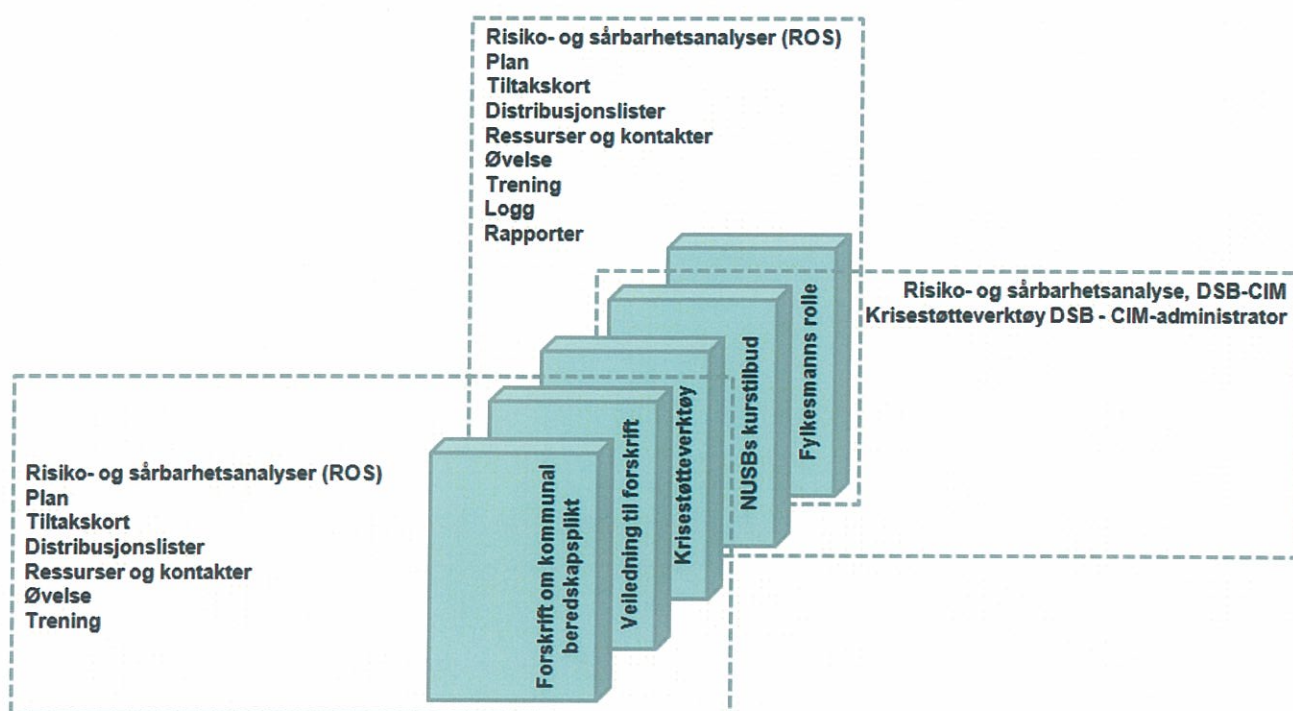 Risiko- og sårbarhetsanalyser (ROS)
Plan
Tiltakskort
Distribusjonslister
Ressurser og kontakter
Øvelse
Trening
Logg
Rapporter
Risiko- og sårbarhetsanalyse, DSB-CIM
Krisestøtteverktøy DSB - CIM-administrator
Risiko- og sårbarhetsanalyser (ROS)
Plan
Tiltakskort
Distribusjonslister
Ressurser og kontakter
Øvelse
Trening
Forskrift om kommunal
beredskapsplikt
Veiledning til forskrift
Krisestøtteverktøy
NUSBs kurstilbud
Fylkesmanns rolle